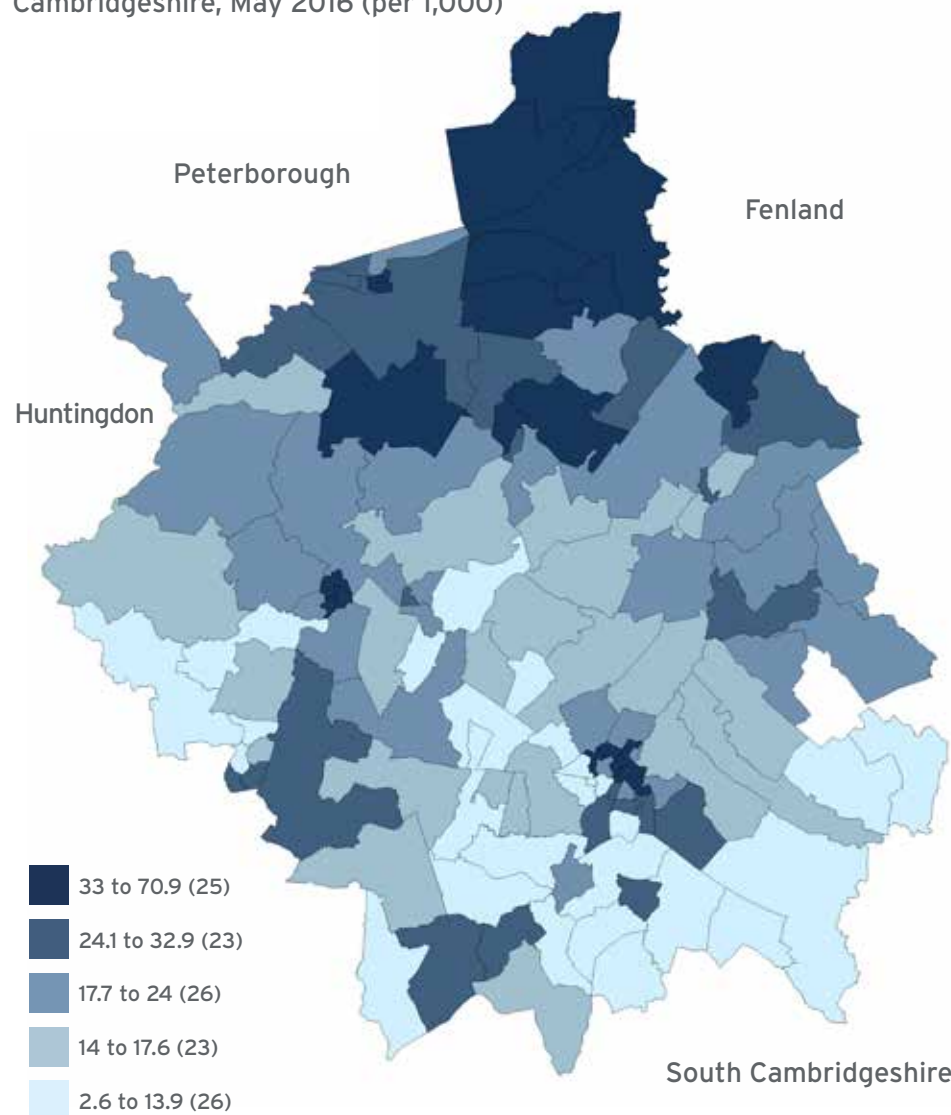 Cambridgeshire, May 2016 (per 1,000)
Peterborough
Fenland
Huntingdon
33 to 70.9 (25)
24.1 to 32.9 (23)
17.7 to 24 (26)
14 to 17.6 (23)
2.6 to 13.9 (26)
South Cambridgeshire